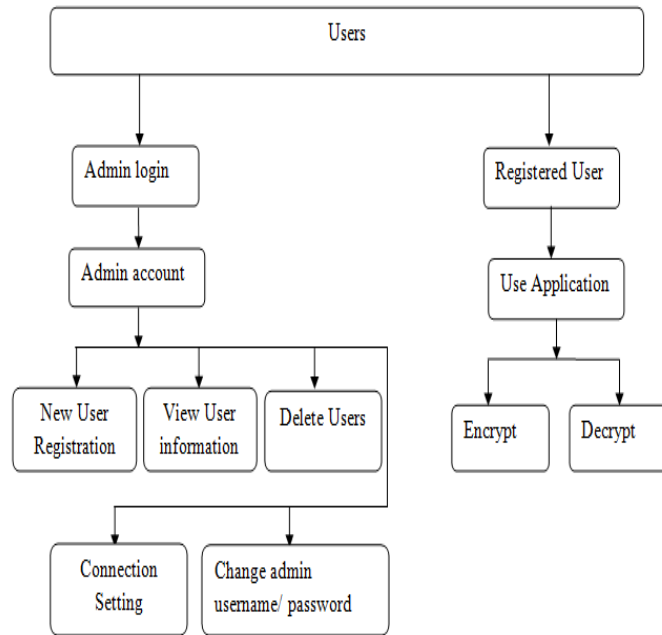 Users
Admin login
Registered User
Admin account
Use Application
New User
Registration
View User
information
Delete Users
Encrypt
Decrypt
Connection
Setting
Change admin
username/ password